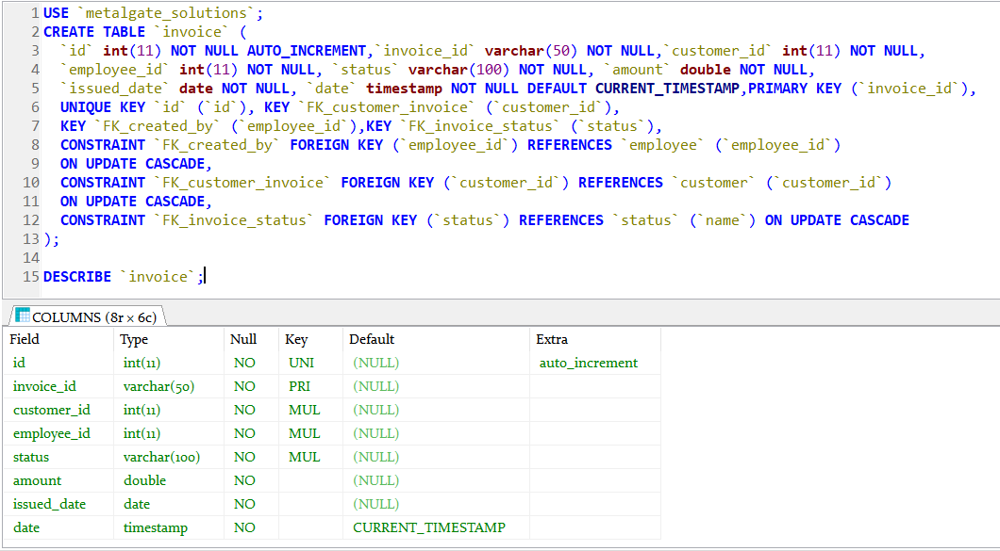 1 USE `metalgate_solutions`;
2 CREATE TABLE `invoice` (
3 `id` int(11) NOT NULL AUTO_INCREMENT,`invoice_id` varchar(50) NOT NULL,`customer_id` int(11) NOT NULL,
4 `employee_id` int(11) NOT NULL, `status` varchar(100) NOT NULL, `amount` double NOT NULL,
5 `issued_date` date NOT NULL, `date` timestamp NOT NULL DEFAULT CURRENT_TIMESTAMP,PRIMARY KEY (`invoice_id`),
6 UNIQUE KEY `id` (`id`), KEY `FK_customer_invoice` (`customer_id`),
7 KEY `FK_created_by` (`employee_id`),KEY `FK_invoice_status` (`status`),
8 CONSTRAINT `FK_created_by` FOREIGN KEY (`employee_id`) REFERENCES `employee` (`employee_id`)
9 ON UPDATE CASCADE,
10 CONSTRAINT `FK_customer_invoice` FOREIGN KEY (`customer_id`) REFERENCES `customer` (`customer_id`)
11 ON UPDATE CASCADE,
12 CONSTRAINT `FK_invoice_status` FOREIGN KEY (`status`) REFERENCES `status` (`name`) ON UPDATE CASCADE
13 );
14
15 DESCRIBE `invoice`;
COLUMNS (8r × 6c)
Field Type Null Key Default Extra
id int(11) NO UNI (NULL) auto_increment
invoice_id varchar(50) NO PRI (NULL)
customer_id int(11) NO MUL (NULL)
employee_id int(11) NO MUL (NULL)
status varchar(100) NO MUL (NULL)
amount double NO (NULL)
issued_date date NO (NULL)
date timestamp NO CURRENT_TIMESTAMP